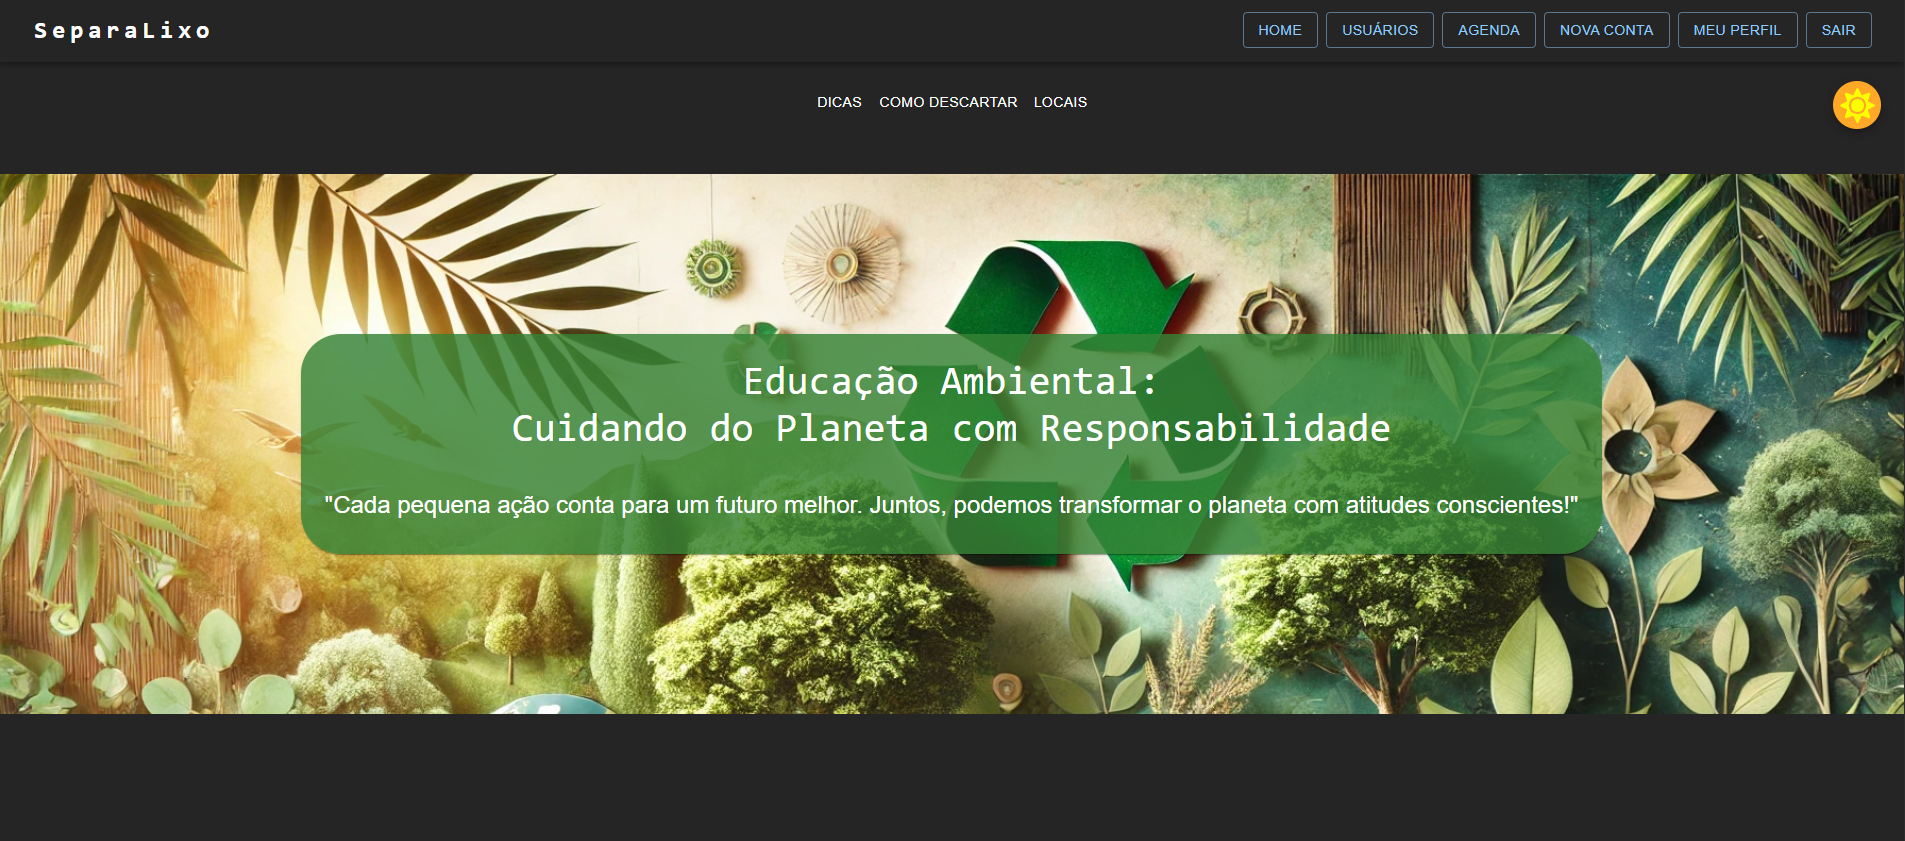 SeparaLixo
HOME USUÁRIOS AGENDA NOVA CONTA MEU PERFIL SAIR
DICAS COMO DESCARTAR LOCAIS
Educação Ambiental:
Cuidando do Planeta com Responsabilidade
"Cada pequena ação conta para um futuro melhor. Juntos, podemos transformar o planeta com atitudes conscientes!"